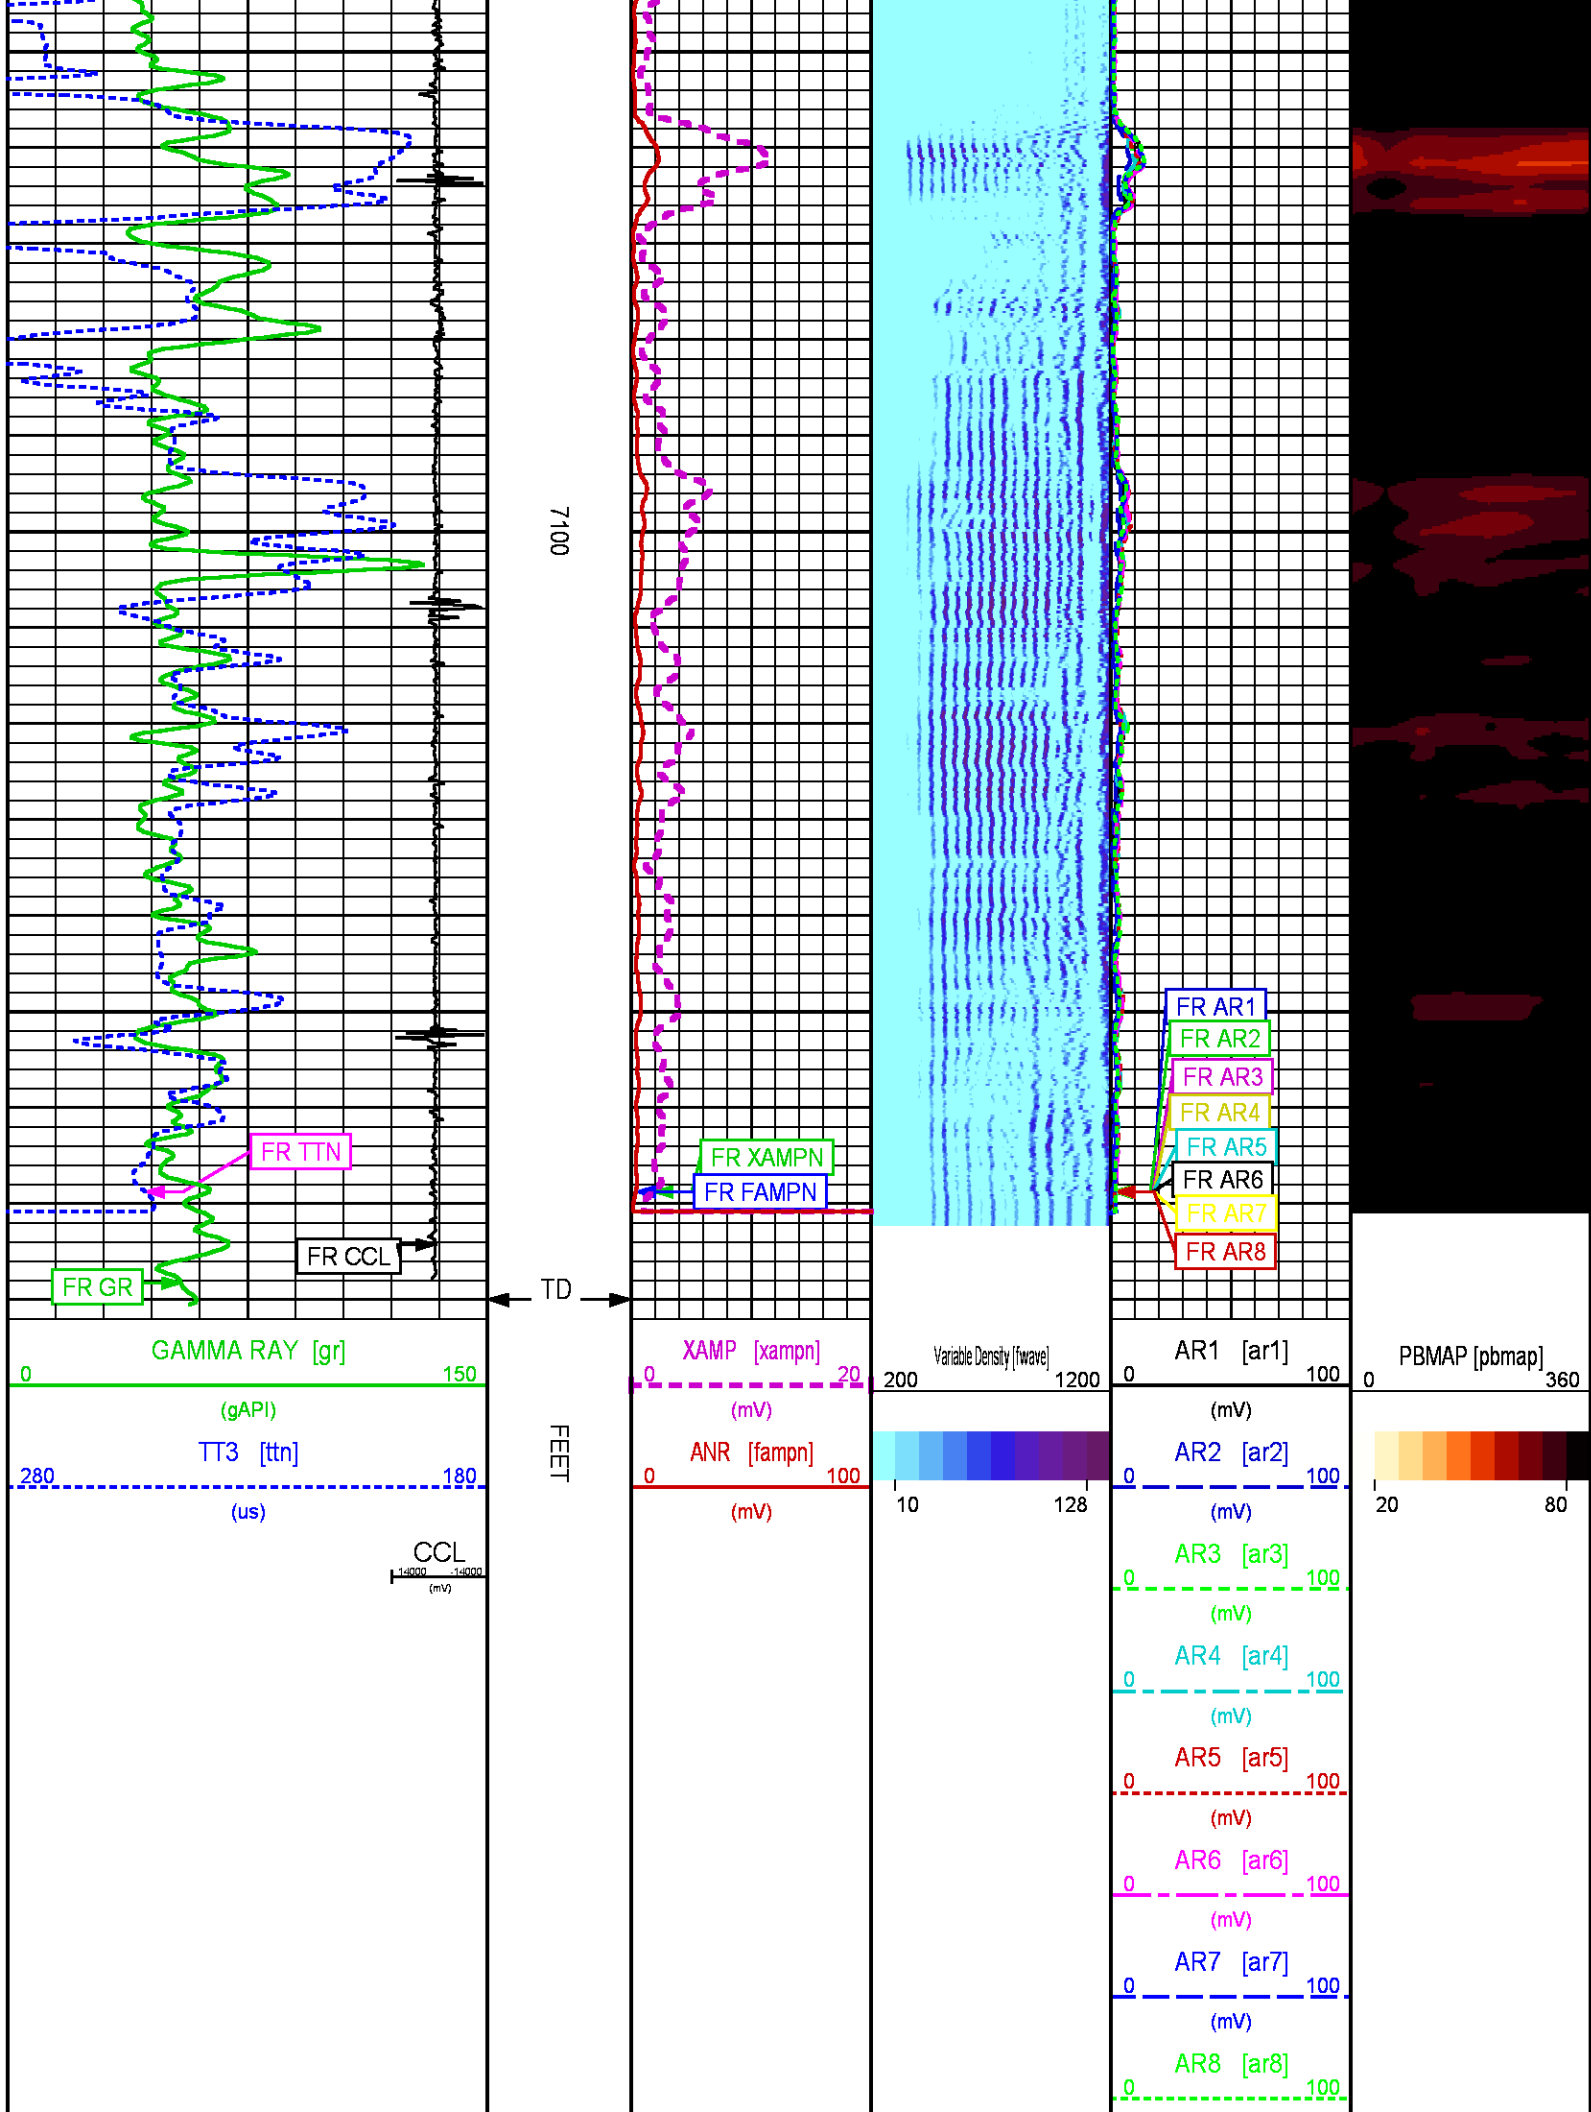 7100
FR AR1
FR AR2
FR AR3
FR AR4
FR AR5
FR AR6
FR AR7
FR AR8
FR TTN
FR XAMPN
FR FAMPN
FR CCL
FR GR
TD
GAMMA RAY [gr]
0 150
(gAPI)
TT3 [ttn]
280 180
(us)
CCL
14000 -14000
(mV)
FEET
XAMP [xampn]
0 20
(mV)
ANR [fampn]
0 100
(mV)
Variable Density [fwave]
200 1200
10 128
AR1 [ar1]
0 100
(mV)
AR2 [ar2]
0 100
(mV)
AR3 [ar3]
0 100
(mV)
AR4 [ar4]
0 100
(mV)
AR5 [ar5]
0 100
(mV)
AR6 [ar6]
0 100
(mV)
AR7 [ar7]
0 100
(mV)
AR8 [ar8]
0 100
PBMAP [pbmap]
0 360
20 80